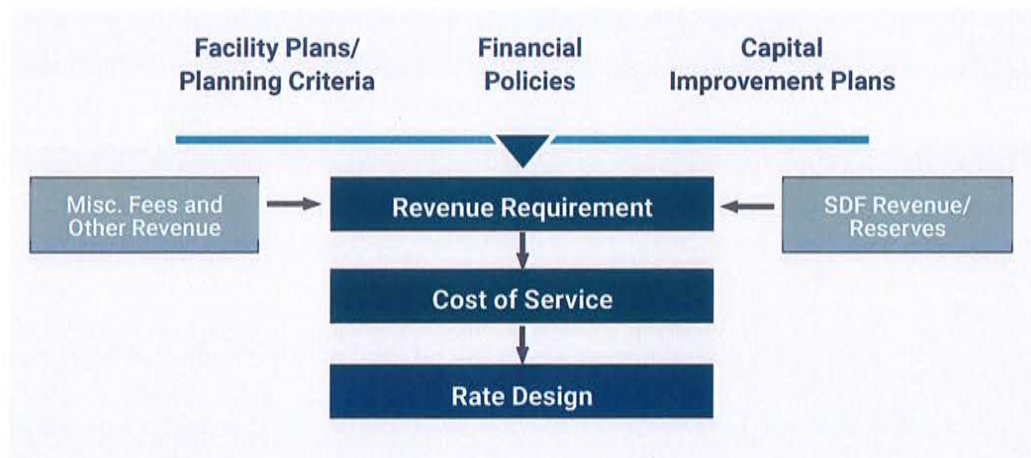 Facility Plans/
Planning Criteria
Financial
Policies
Capital
Improvement Plans
Misc. Fees and
Other Revenue
Revenue Requirement
SDF Revenue/
Reserves
Cost of Service
Rate Design